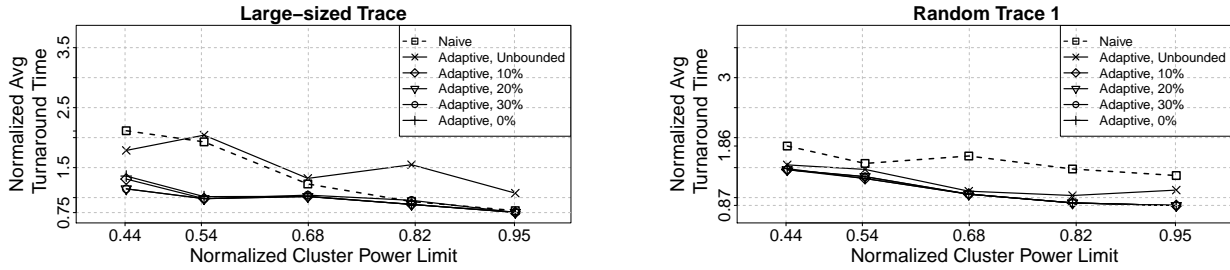 Large-sized Trace
Normalized Avg
Turnaround Time
3.5
2.5
1.5
0.75
Naive
Adaptive, Unbounded
Adaptive, 10%
Adaptive, 20%
Adaptive, 30%
Adaptive, 0%
0.44 0.54 0.68 0.82 0.95
Normalized Cluster Power Limit
Random Trace 1
Normalized Avg
Turnaround Time
3
1.86
0.87
Naive
Adaptive, Unbounded
Adaptive, 10%
Adaptive, 20%
Adaptive, 30%
Adaptive, 0%
0.44 0.54 0.68 0.82 0.95
Normalized Cluster Power Limit